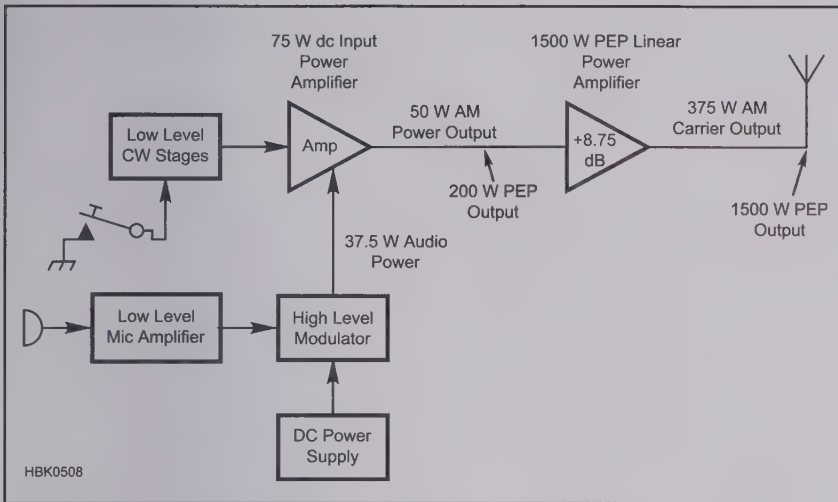 75 W dc Input
Power
Amplifier
1500 W PEP Linear
Power
Amplifier
Low Level
CW Stages
Amp
50 W AM
Power Output
+8.75
dB
375 W AM
Carrier Output
200 W PEP
Output
1500 W PEP
Output
37.5 W Audio
Power
Low Level
Mic Amplifier
High Level
Modulator
DC Power
Supply
HBK0508